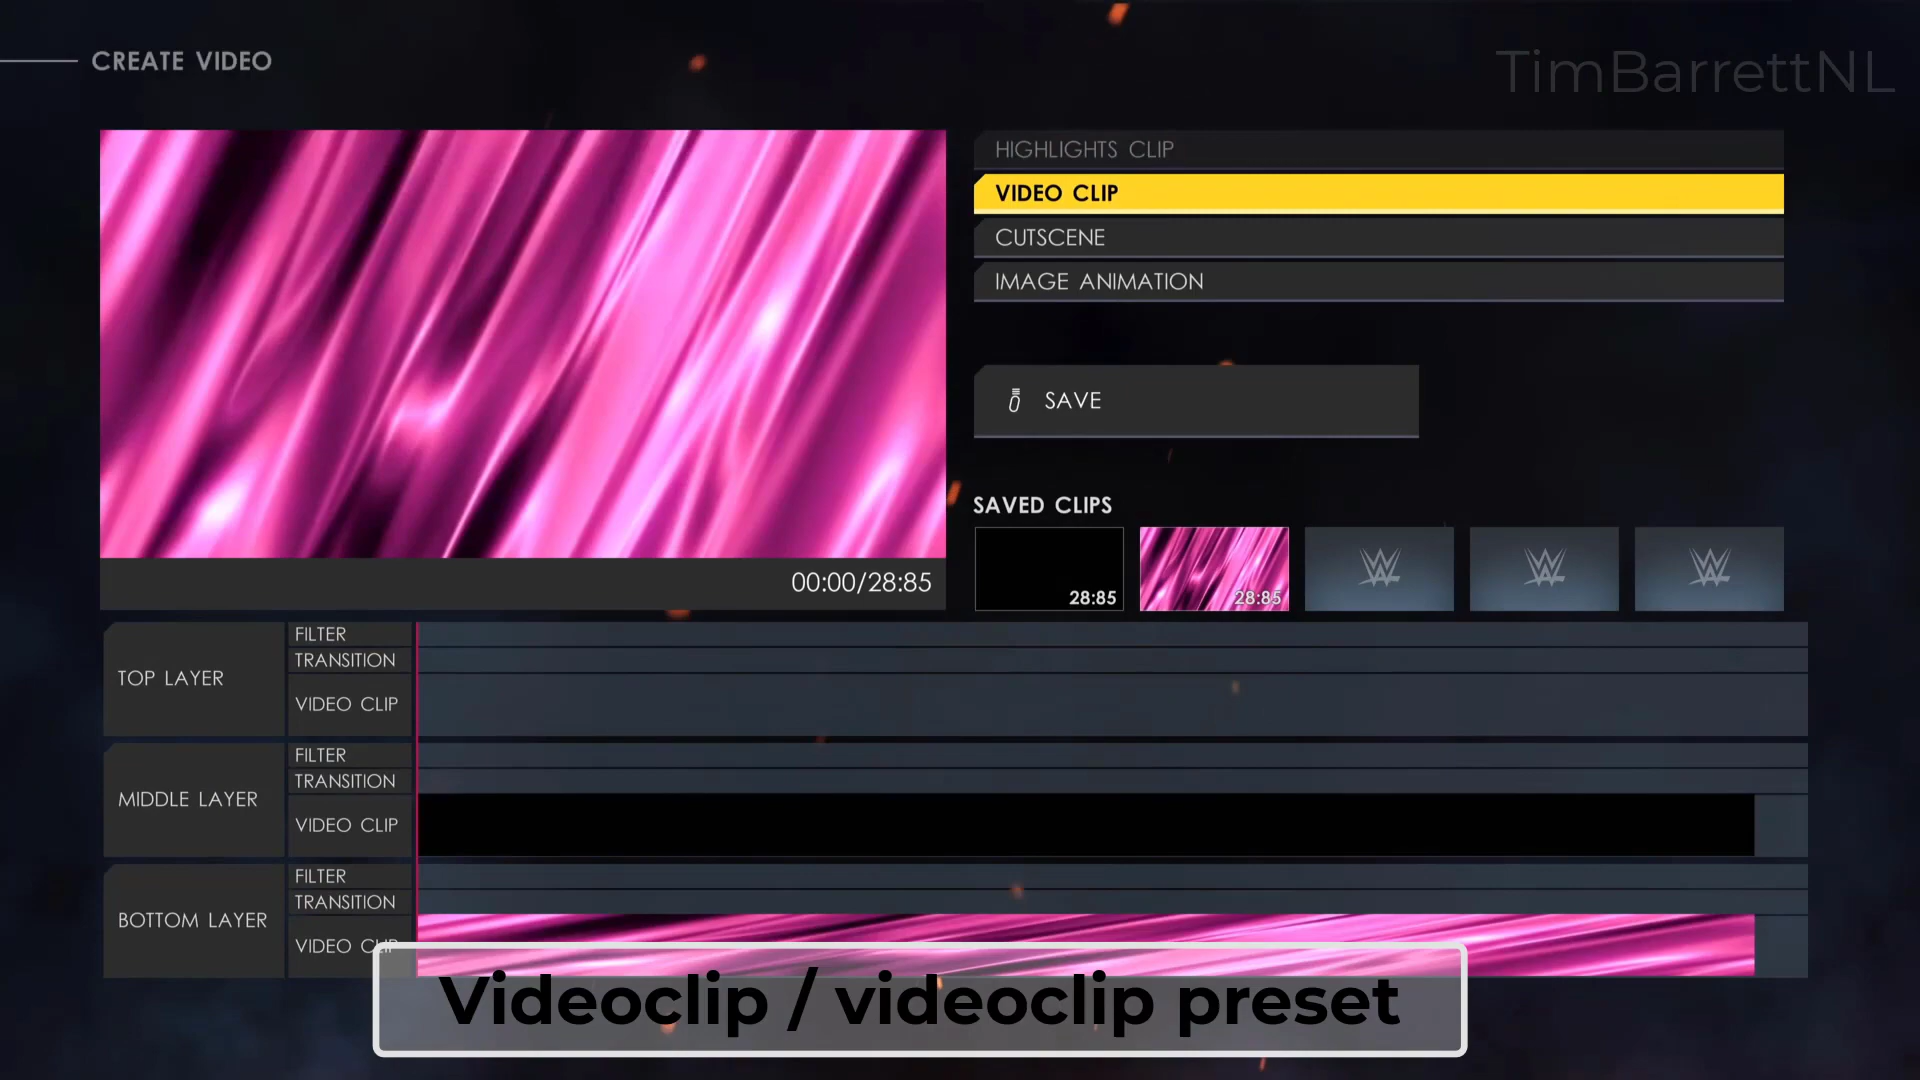 CREATE VIDEO
TimBarrettNL
HIGHLIGHTS CLIP
VIDEO CLIP
CUTSCENE
IMAGE ANIMATION
SAVE
00:00/28:85
SAVED CLIPS
28:85
28:85
TOP LAYER
FILTER
TRANSITION
VIDEO CLIP
MIDDLE LAYER
FILTER
TRANSITION
VIDEO CLIP
BOTTOM LAYER
FILTER
TRANSITION
VIDEO CLIP
Videoclip / videoclip preset